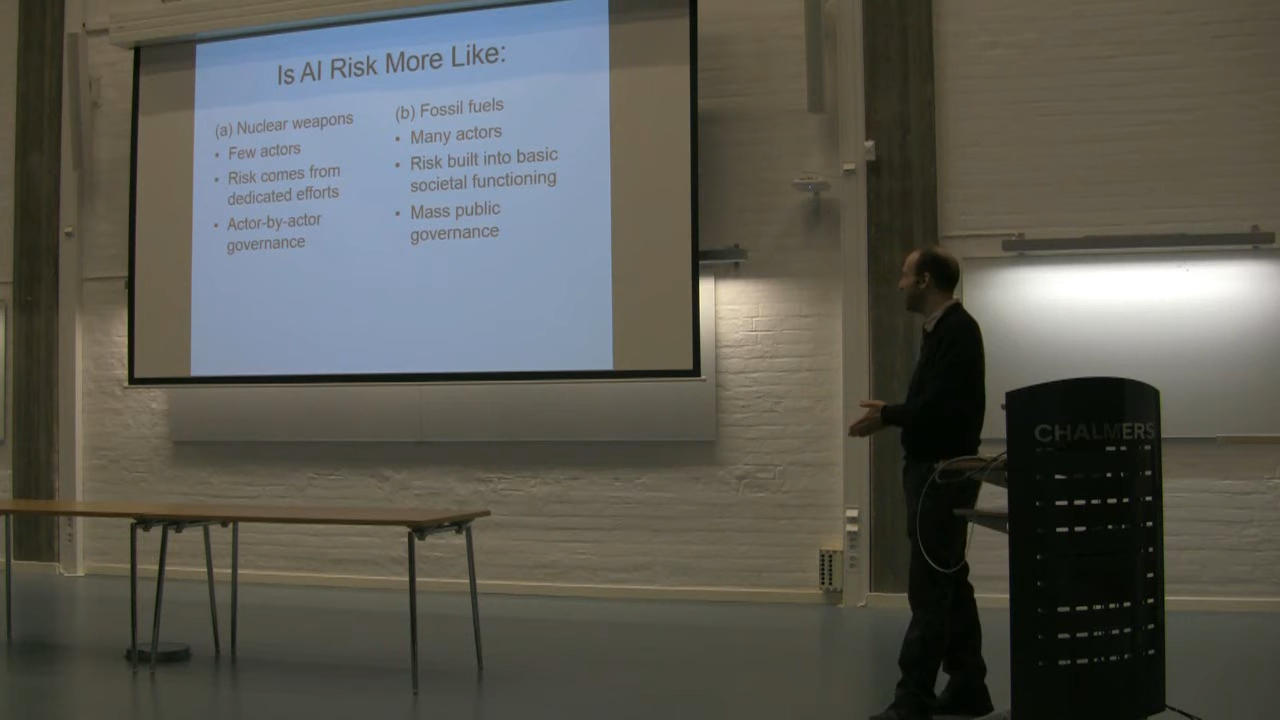 Is AI Risk More Like:
(a) Nuclear weapons
• Few actors
• Risk comes from
dedicated efforts
• Actor-by-actor
governance
(b) Fossil fuels
• Many actors
• Risk built into basic
societal functioning
• Mass public
governance
CHALMERS